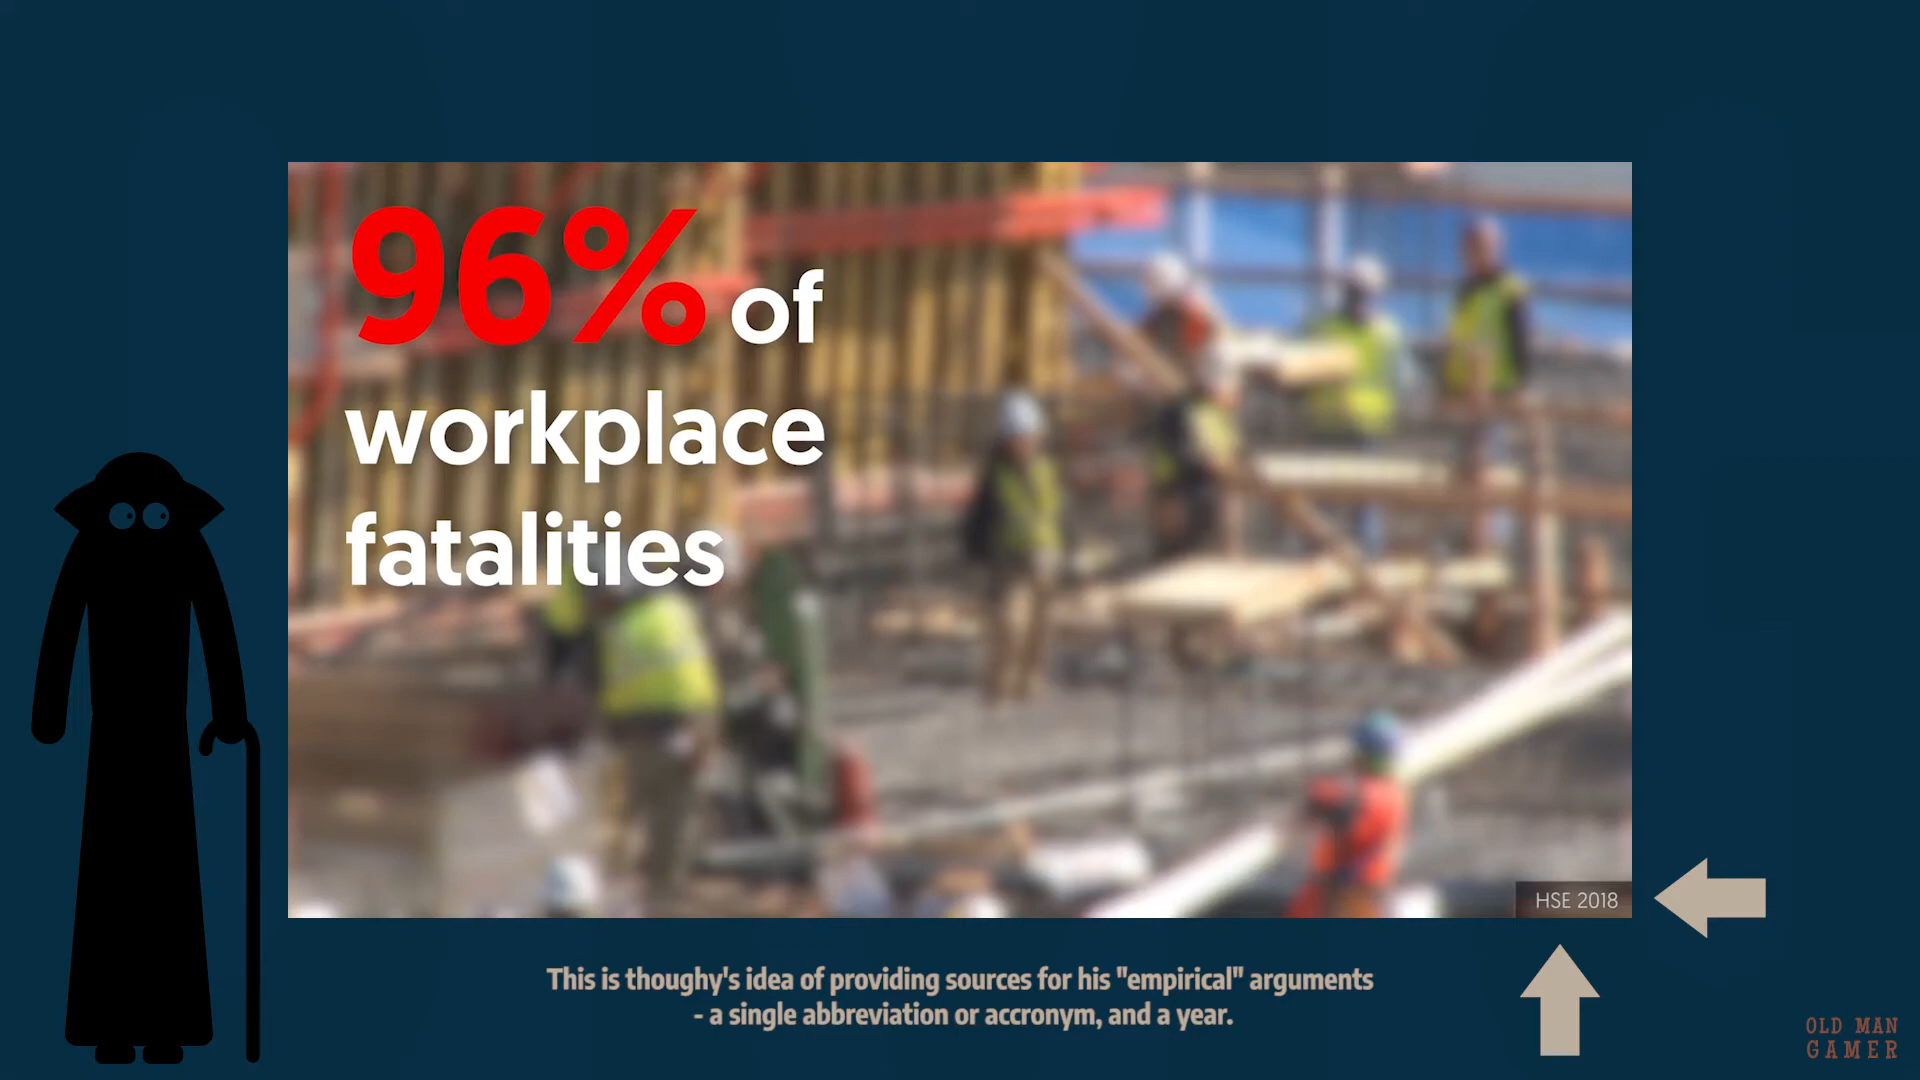 96% of
workplace
fatalities
HSE 2018
This is thoughy's idea of providing sources for his "empirical" arguments
- a single abbreviation or accronym, and a year.
OLD MAN
GAMER